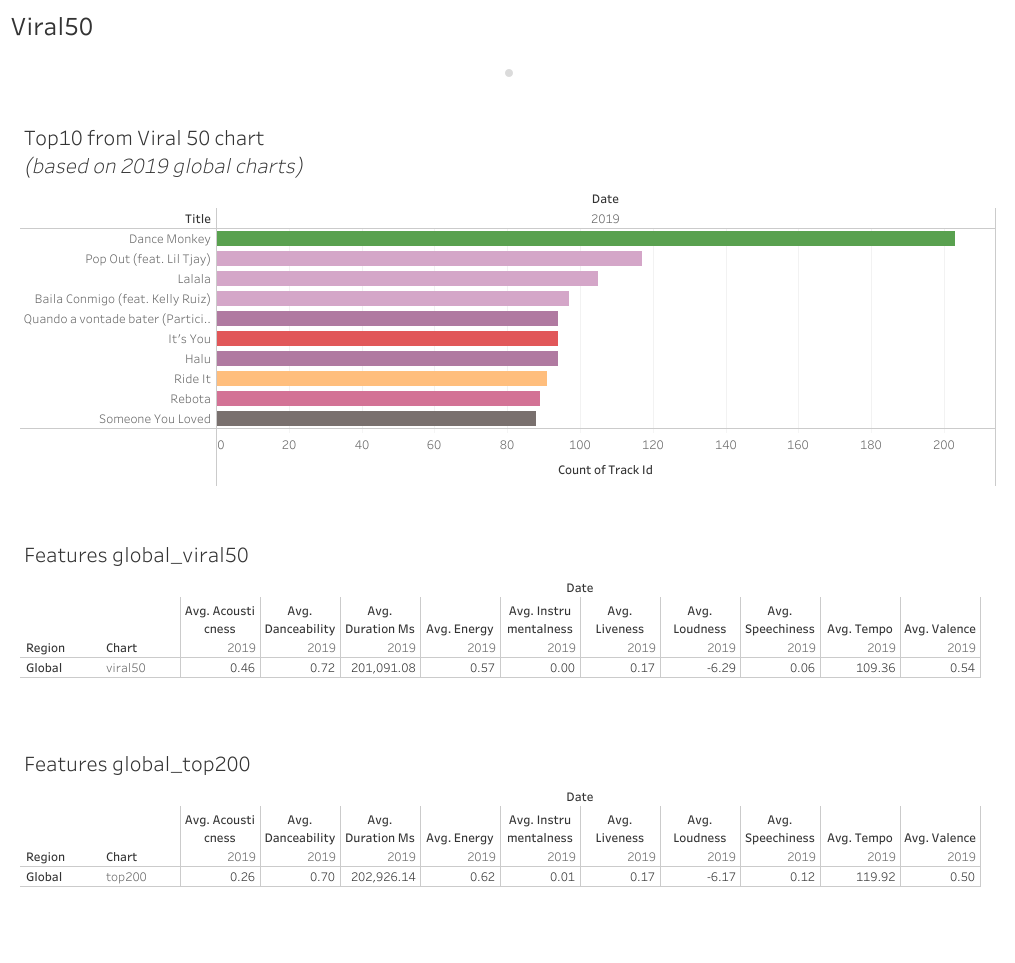 Viral50
Top10 from Viral 50 chart
(based on 2019 global charts)
Date
Title 2019
Dance Monkey
Pop Out (feat. Lil Tjay)
Lalala
Baila Conmigo (feat. Kelly Ruiz)
Quando a vontade bater (Partici..
It's You
Halu
Ride It
Rebota
Someone You Loved
0 20 40 60 80 100 120 140 160 180 200
Count of Track Id
Features global_viral50
Date
Avg. Acousti Avg. Avg. Avg. Instru Avg. Avg. Avg.
cness Danceability Duration Ms Avg. Energy mentalness Liveness Loudness Speechiness Avg. Tempo Avg. Valence
Region Chart 2019 2019 2019 2019 2019 2019 2019 2019 2019 2019
Global viral50 0.46 0.72 201,091.08 0.57 0.00 0.17 -6.29 0.06 109.36 0.54
Features global_top200
Date
Avg. Acousti Avg. Avg. Avg. Instru Avg. Avg. Avg.
cness Danceability Duration Ms Avg. Energy mentalness Liveness Loudness Speechiness Avg. Tempo Avg. Valence
Region Chart 2019 2019 2019 2019 2019 2019 2019 2019 2019 2019
Global top200 0.26 0.70 202,926.14 0.62 0.01 0.17 -6.17 0.12 119.92 0.50